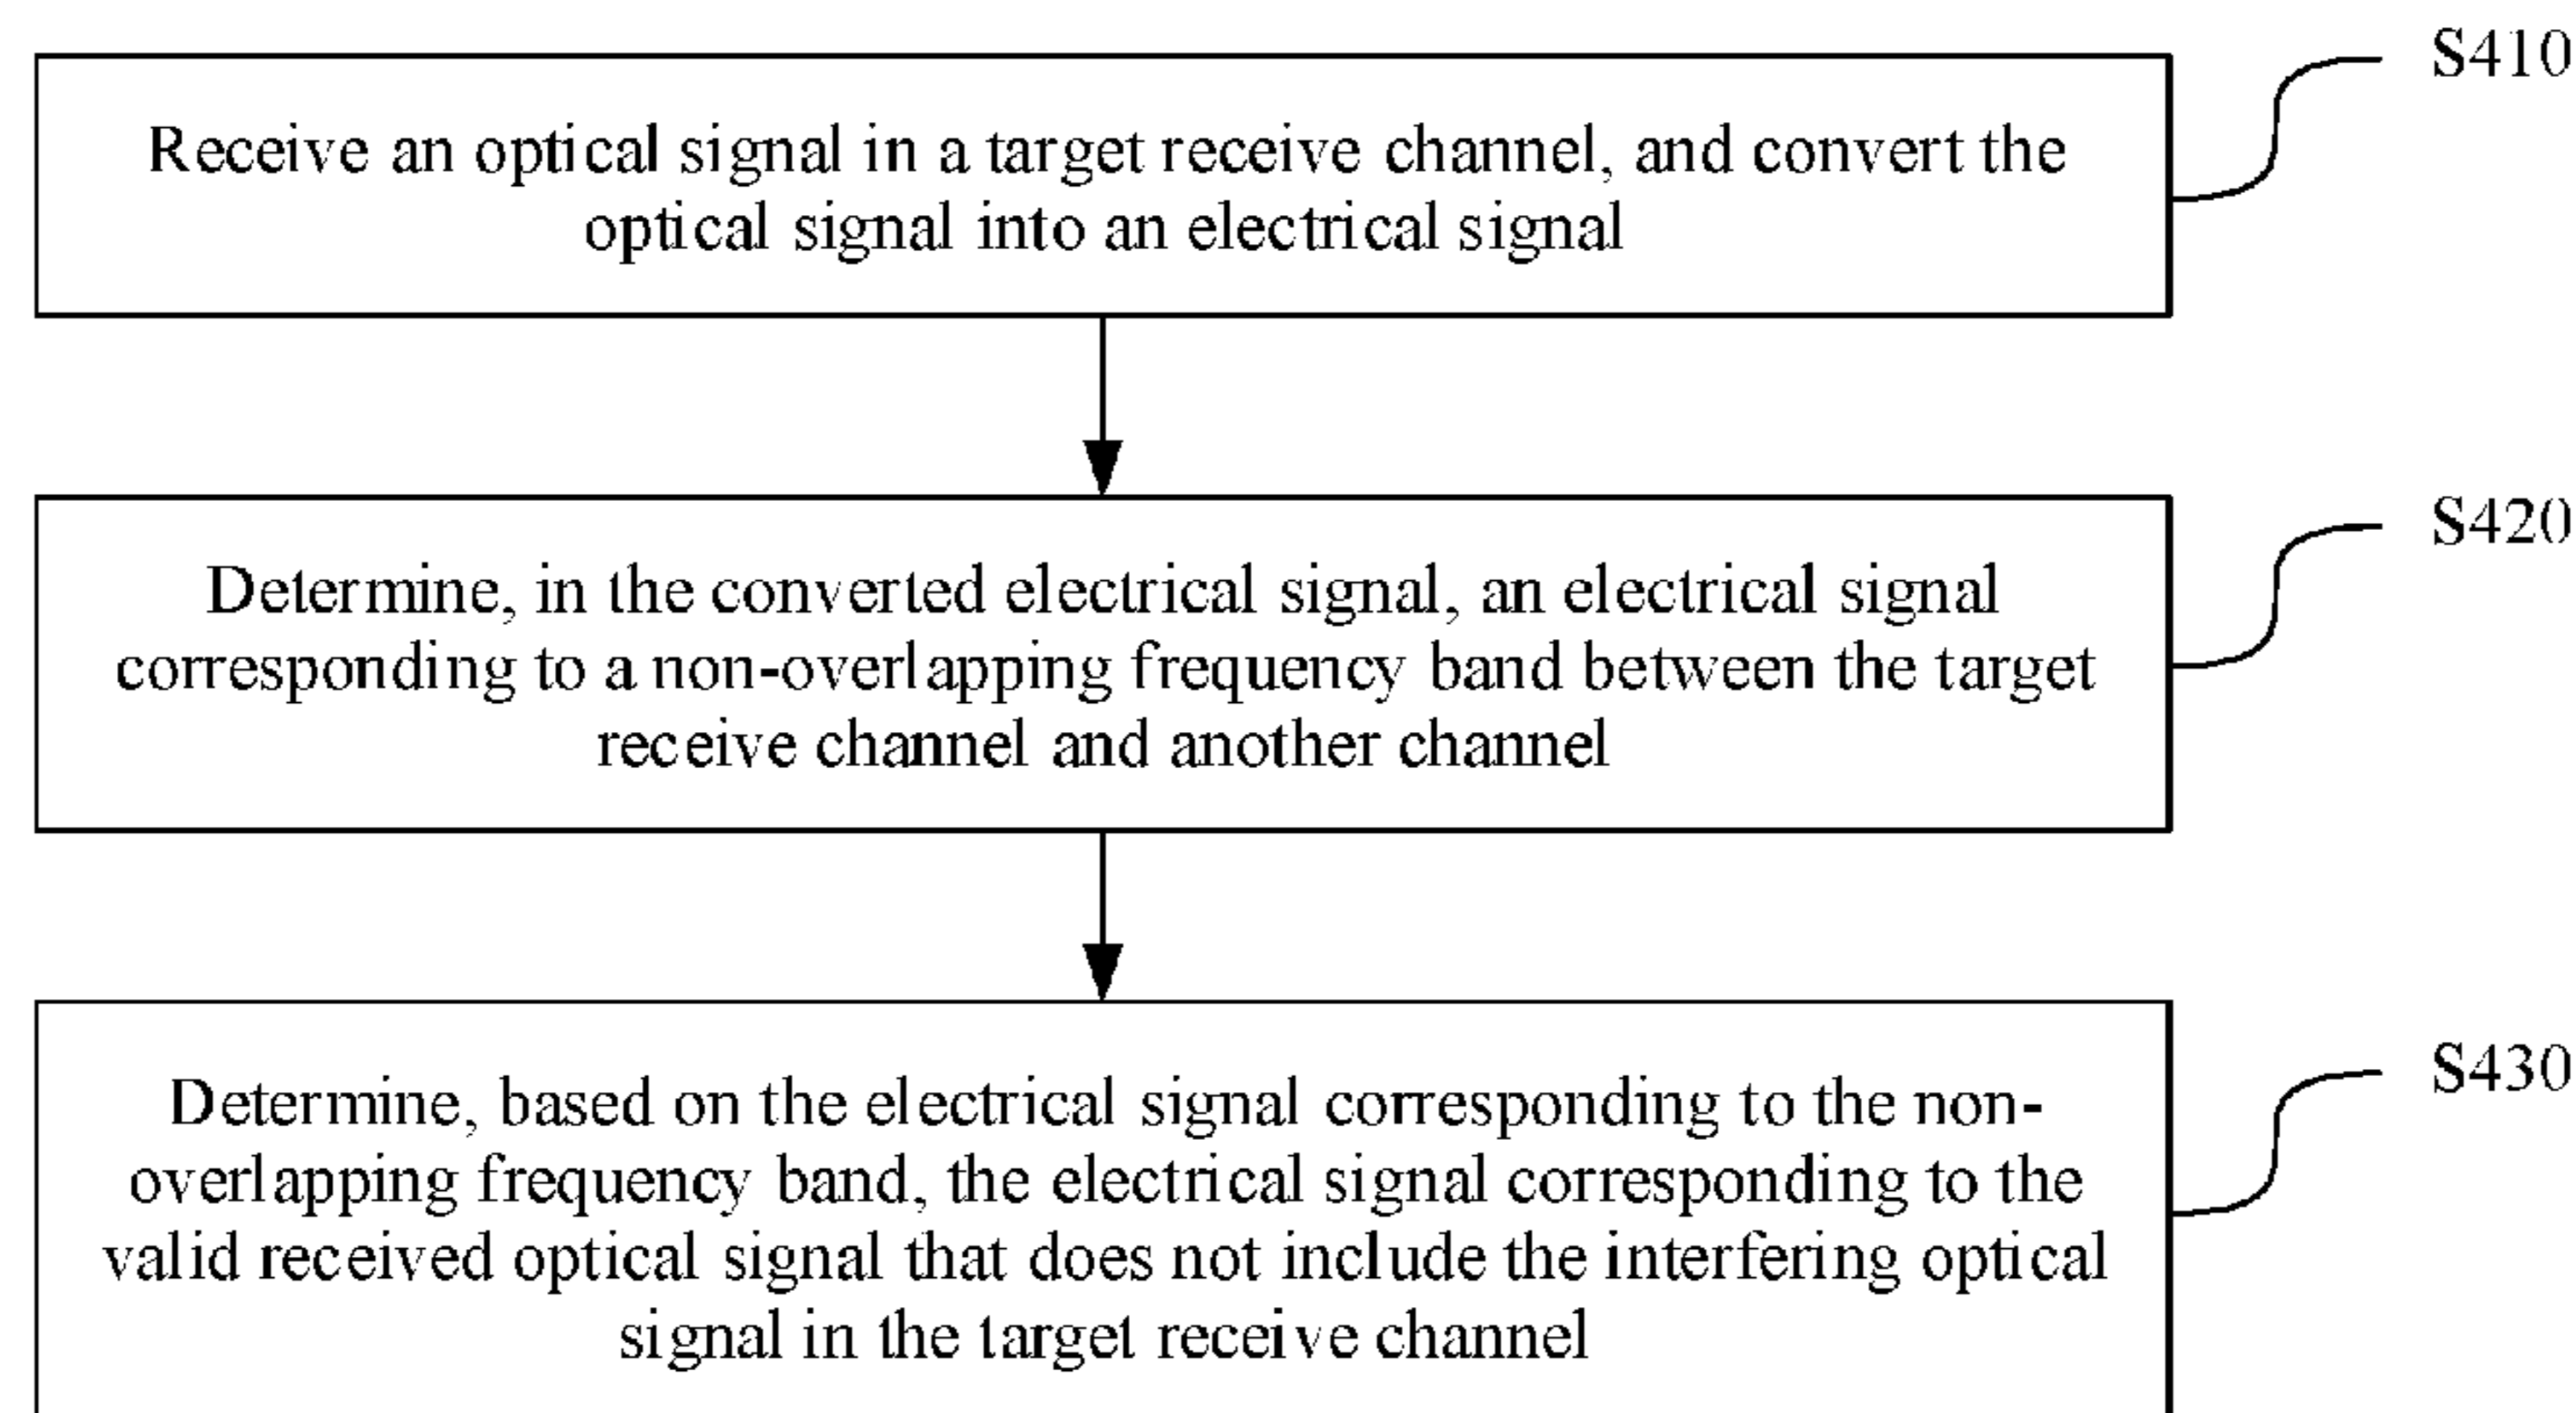 S410
Receive an optical signal in a target receive channel, and convert the
optical signal into an electrical signal
S420
Determine, in the converted electrical signal, an electrical signal
corresponding to a non-overlapping frequency band between the target
receive channel and another channel
S430
Determine, based on the electrical signal corresponding to the non-
overlapping frequency band, the electrical signal corresponding to the
valid received optical signal that does not include the interfering optical
signal in the target receive channel